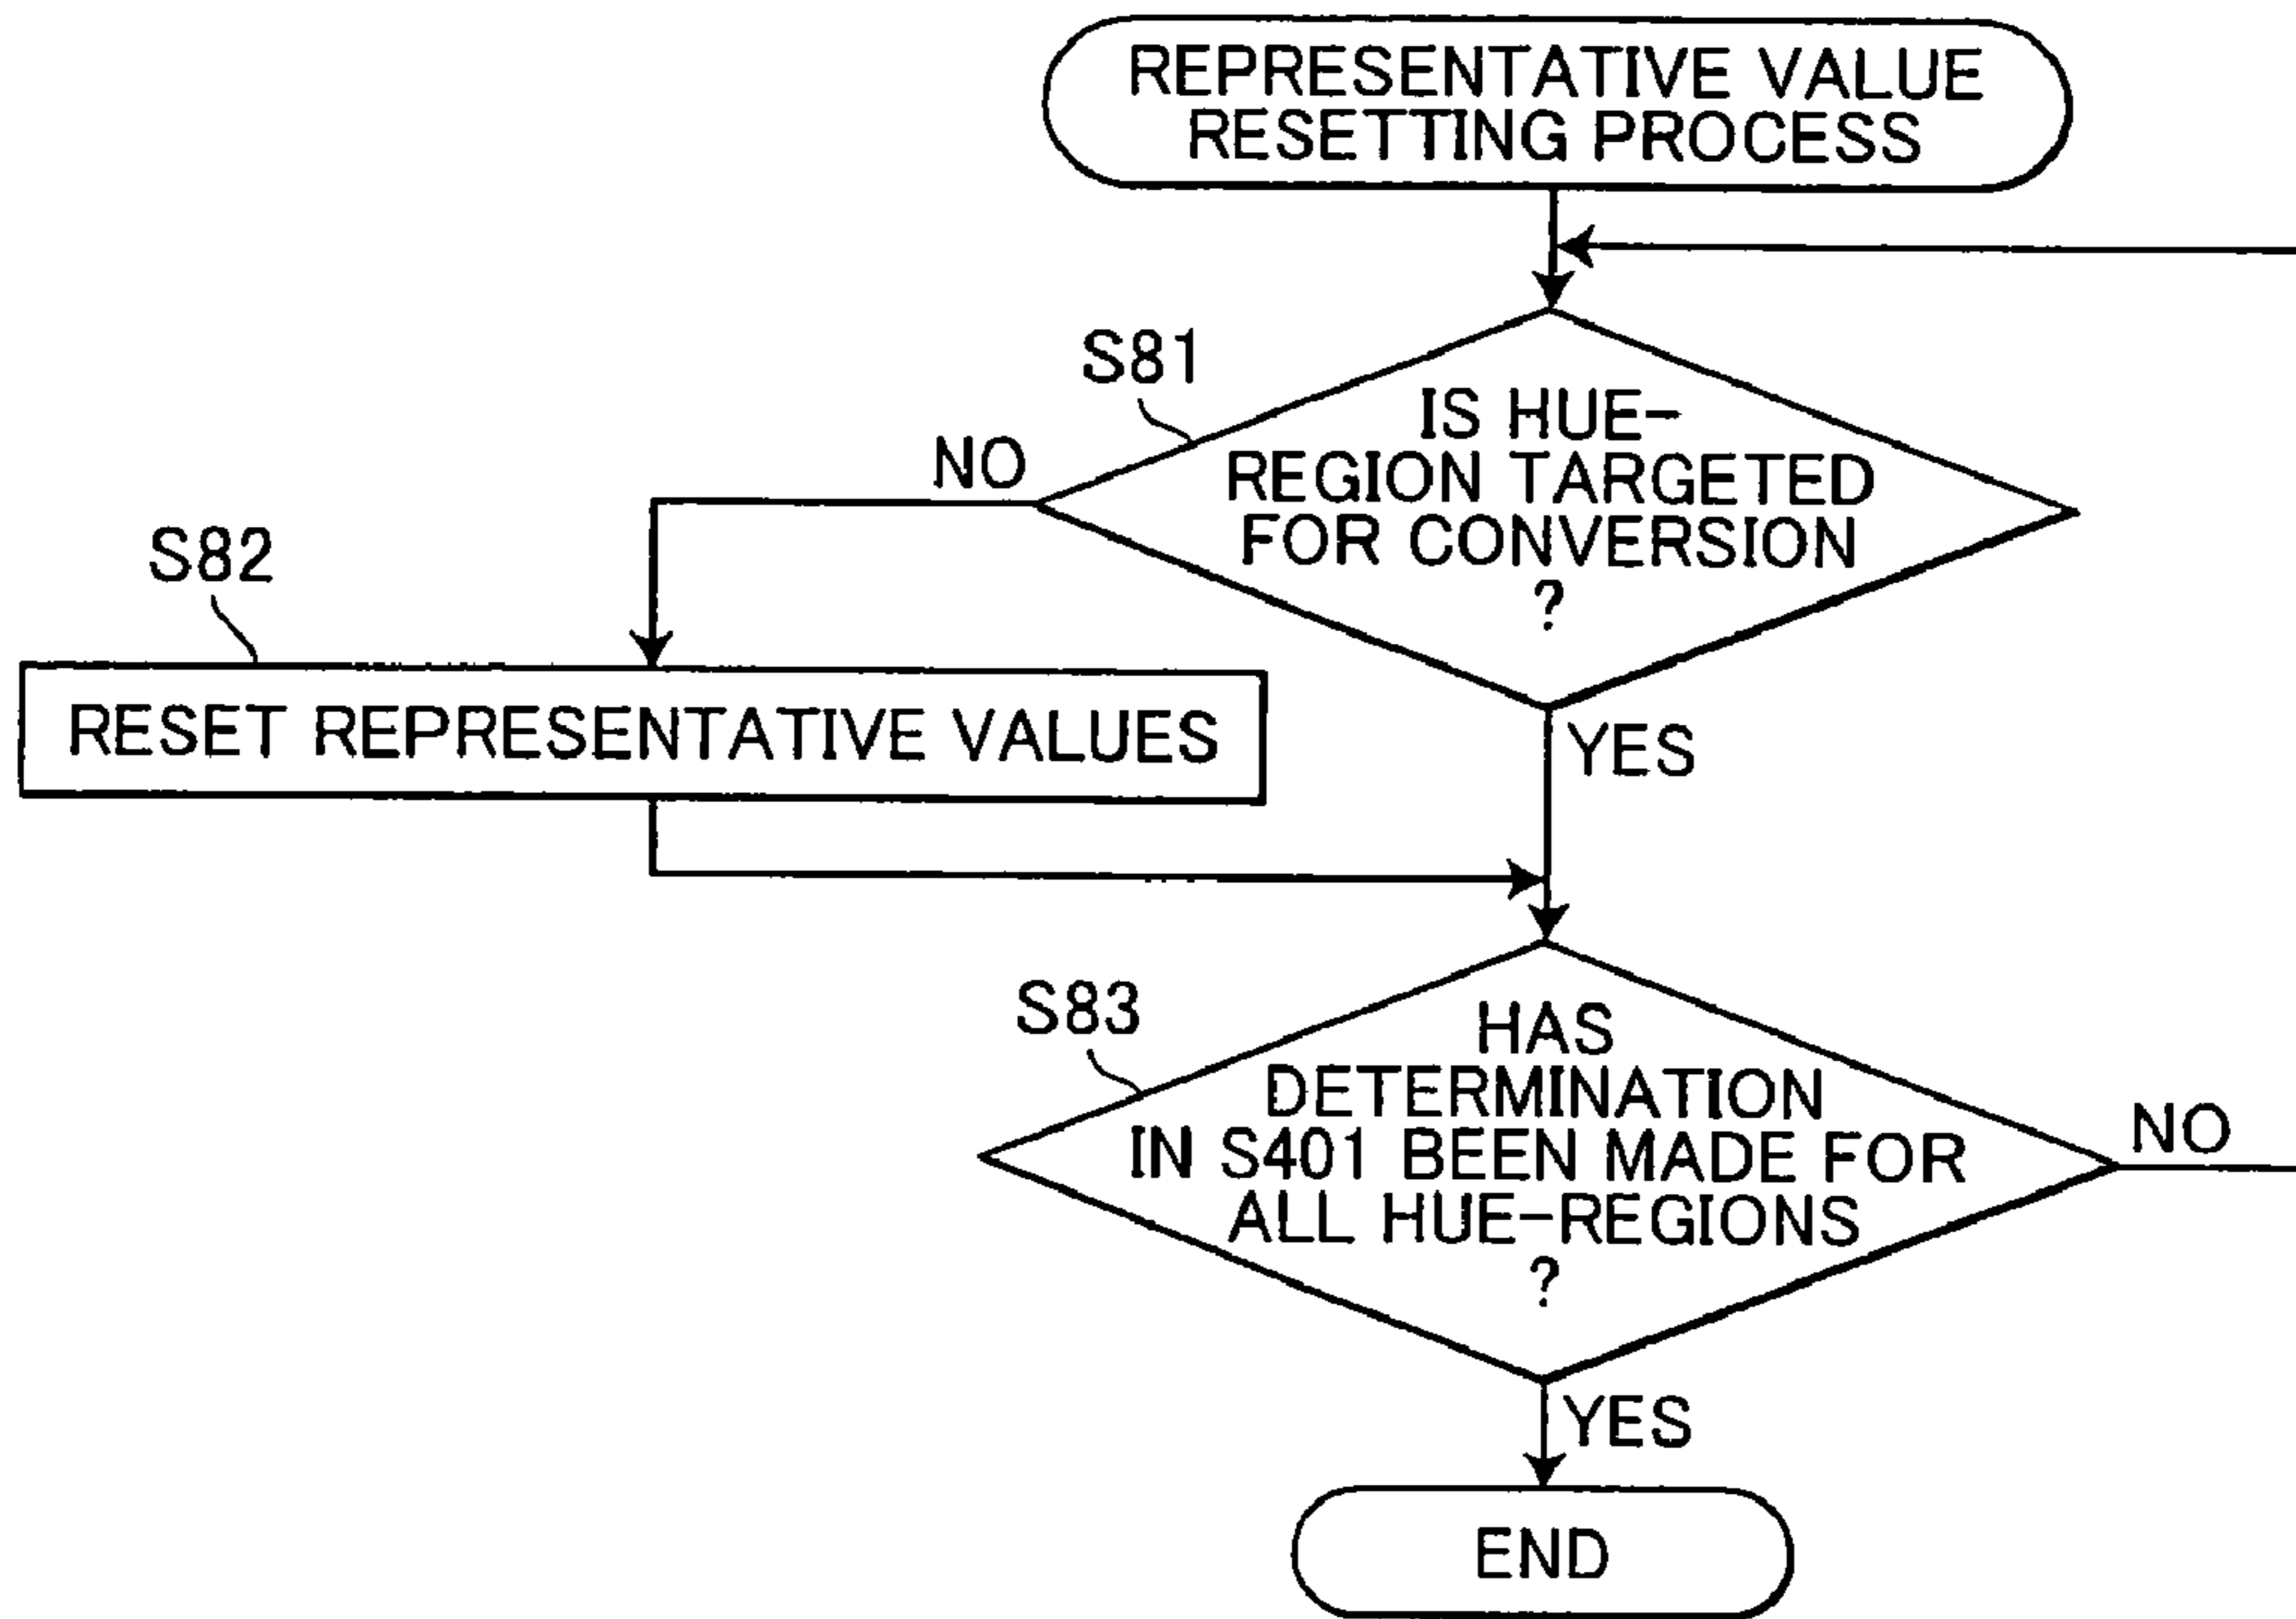 REPRESENTATIVE VALUE
RESETTING PROCESS
S81
IS HUE-
REGION TARGETED
FOR CONVERSION
?
NO
S82
RESET REPRESENTATIVE VALUES
YES
S83
HAS
DETERMINATION
IN S401 BEEN MADE FOR
ALL HUE-REGIONS
?
NO
YES
END